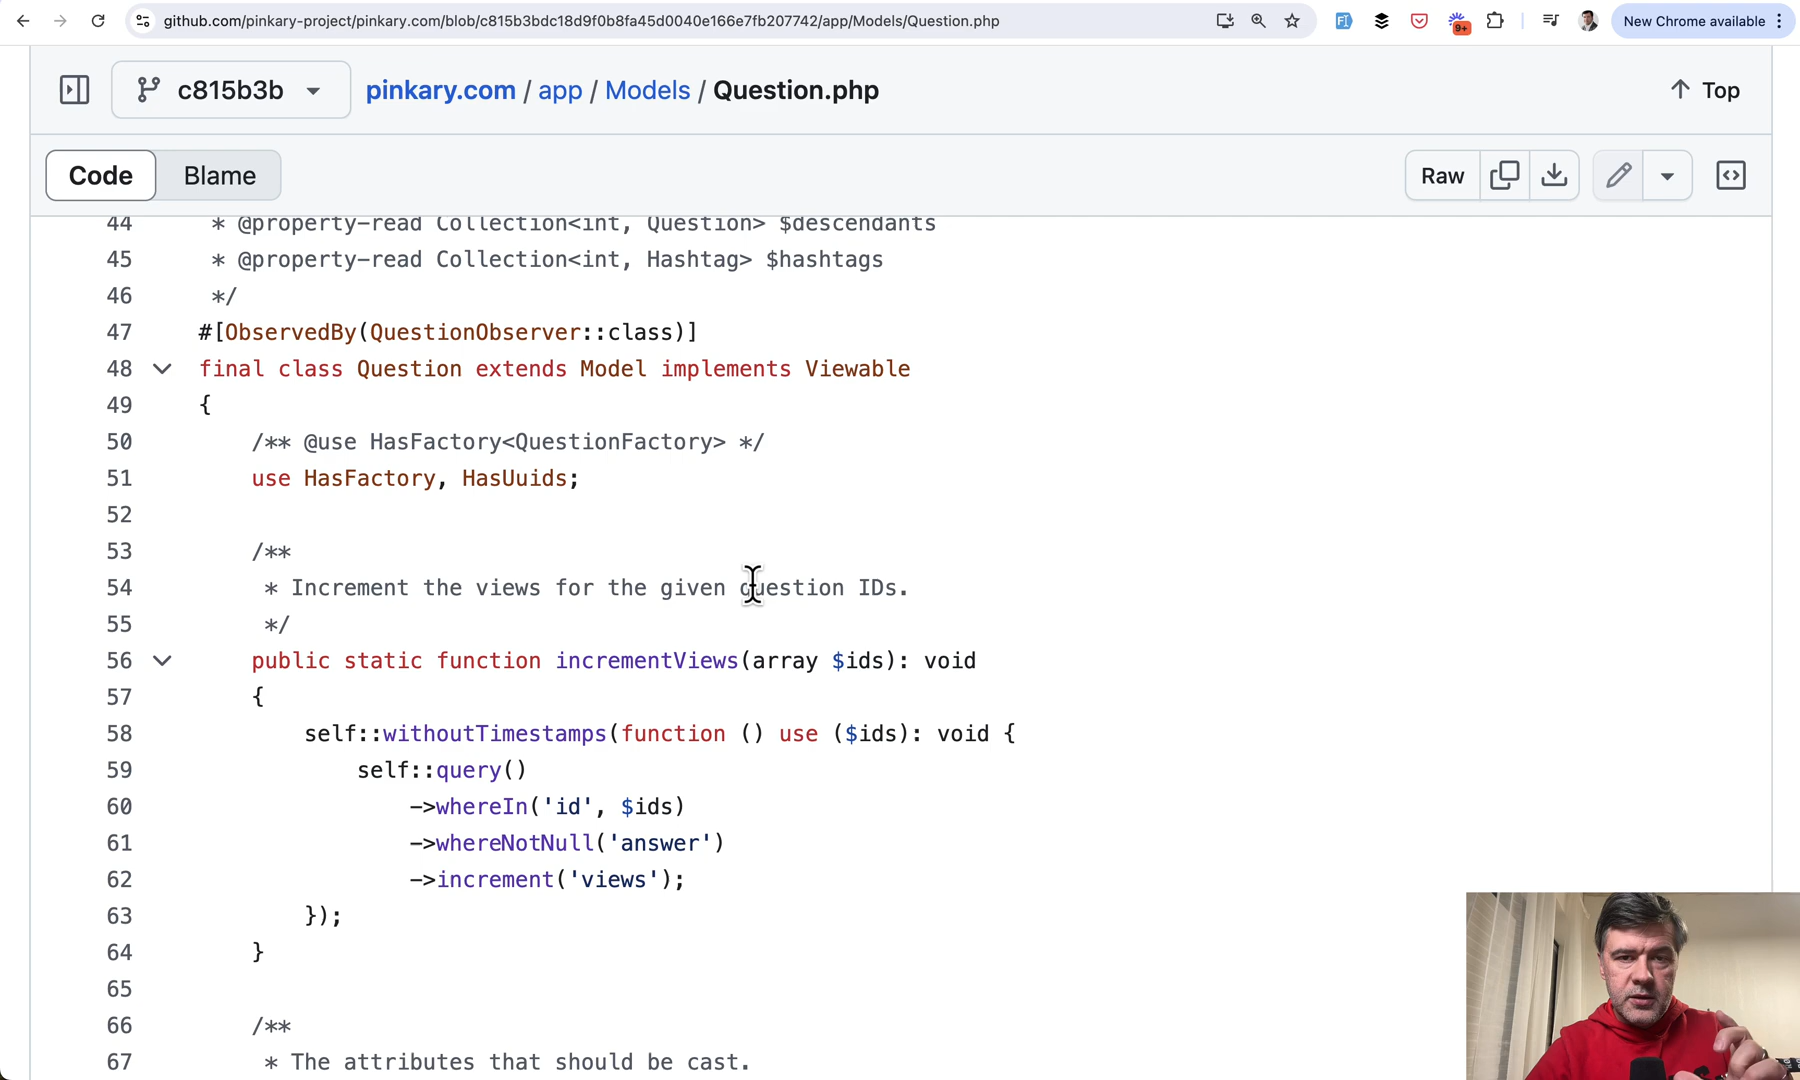 github.com/pinkary-project/pinkary.com/blob/c815b3bdc18d9f0b8fa45d0040e166e7fb207742/app/Models/Question.php
9+
New Chrome available
c815b3b
pinkary.com / app / Models / Question.php
Top
Code
Blame
Raw
44 * @property-read Collection<int, Question> $descendants
45 * @property-read Collection<int, Hashtag> $hashtags
46 */
47 #[ObservedBy(QuestionObserver::class)]
48 final class Question extends Model implements Viewable
49 {
50 /** @use HasFactory<QuestionFactory> */
51 use HasFactory, HasUuids;
52
53 /**
54 * Increment the views for the given question IDs.
55 */
56 public static function incrementViews(array $ids): void
57 {
58 self::withoutTimestamps(function () use ($ids): void {
59 self::query()
60 ->whereIn('id', $ids)
61 ->whereNotNull('answer')
62 ->increment('views');
63 });
64 }
65
66 /**
67 * The attributes that should be cast.